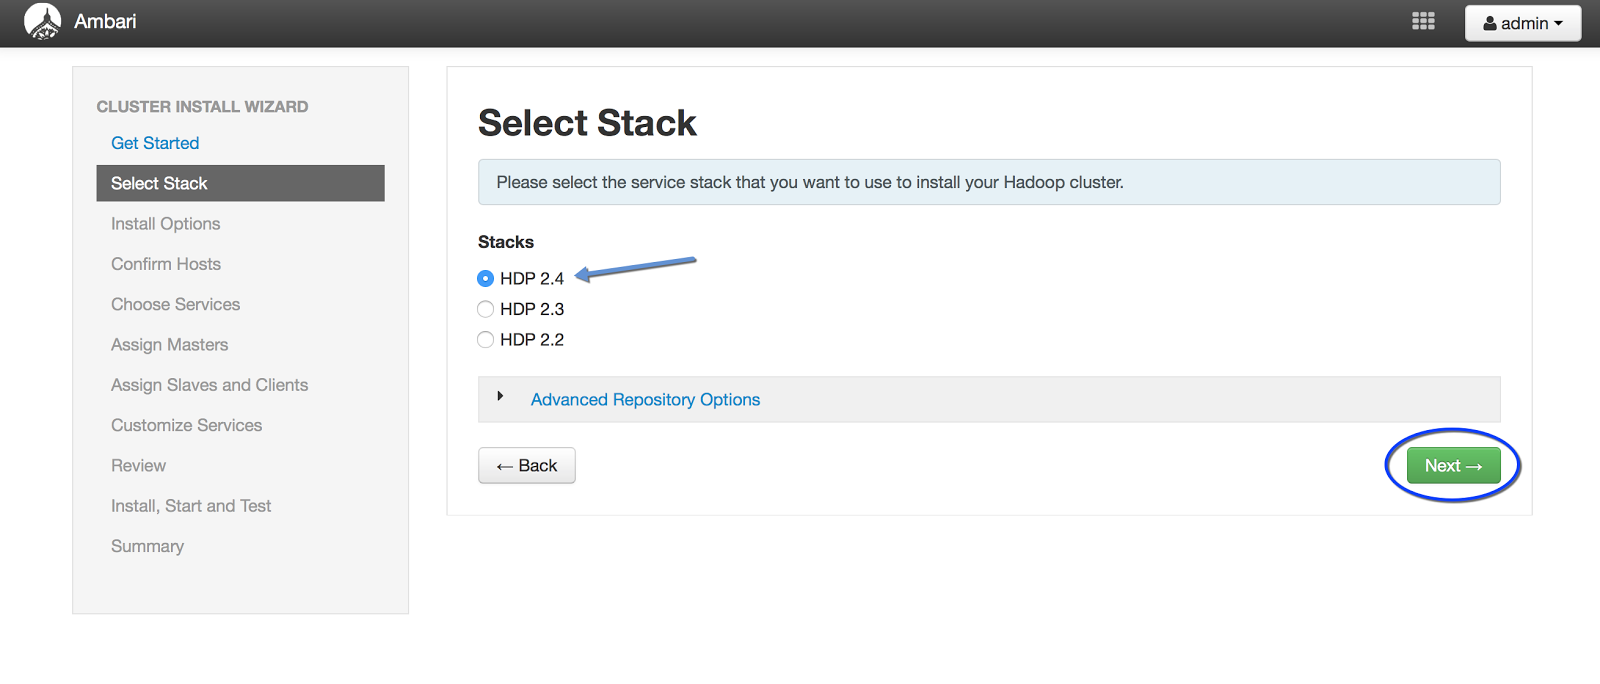 Ambari
admin
CLUSTER INSTALL WIZARD
Get Started
Select Stack
Install Options
Confirm Hosts
Choose Services
Assign Masters
Assign Slaves and Clients
Customize Services
Review
Install, Start and Test
Summary
Select Stack
Please select the service stack that you want to use to install your Hadoop cluster.
Stacks
HDP 2.4
HDP 2.3
HDP 2.2
Advanced Repository Options
← Back
Next →